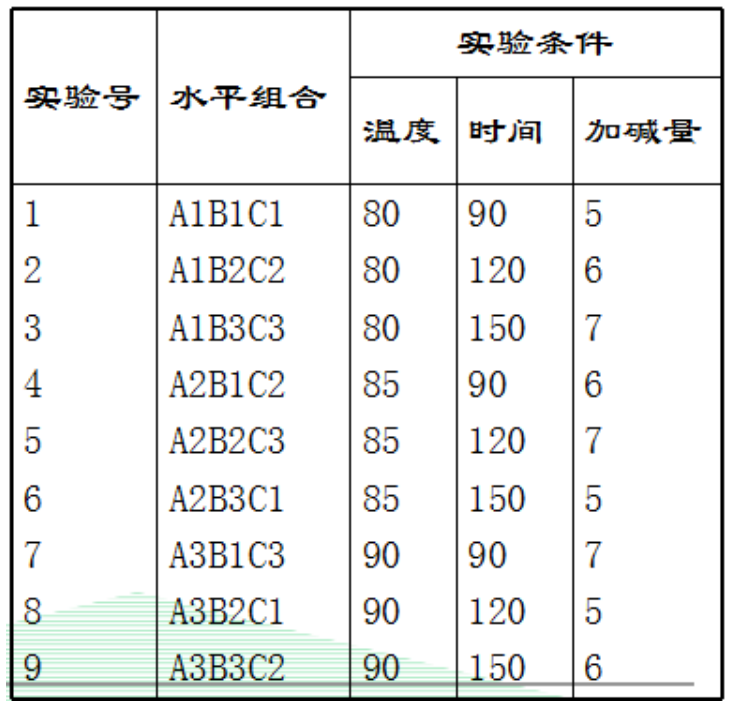 实验条件
实验号 水平组合
温度 时间 加碱量
1 A1B1C1 80 90 5
2 A1B2C2 80 120 6
3 A1B3C3 80 150 7
4 A2B1C2 85 90 6
5 A2B2C3 85 120 7
6 A2B3C1 85 150 5
7 A3B1C3 90 90 7
8 A3B2C1 90 120 5
9 A3B3C2 90 150 6